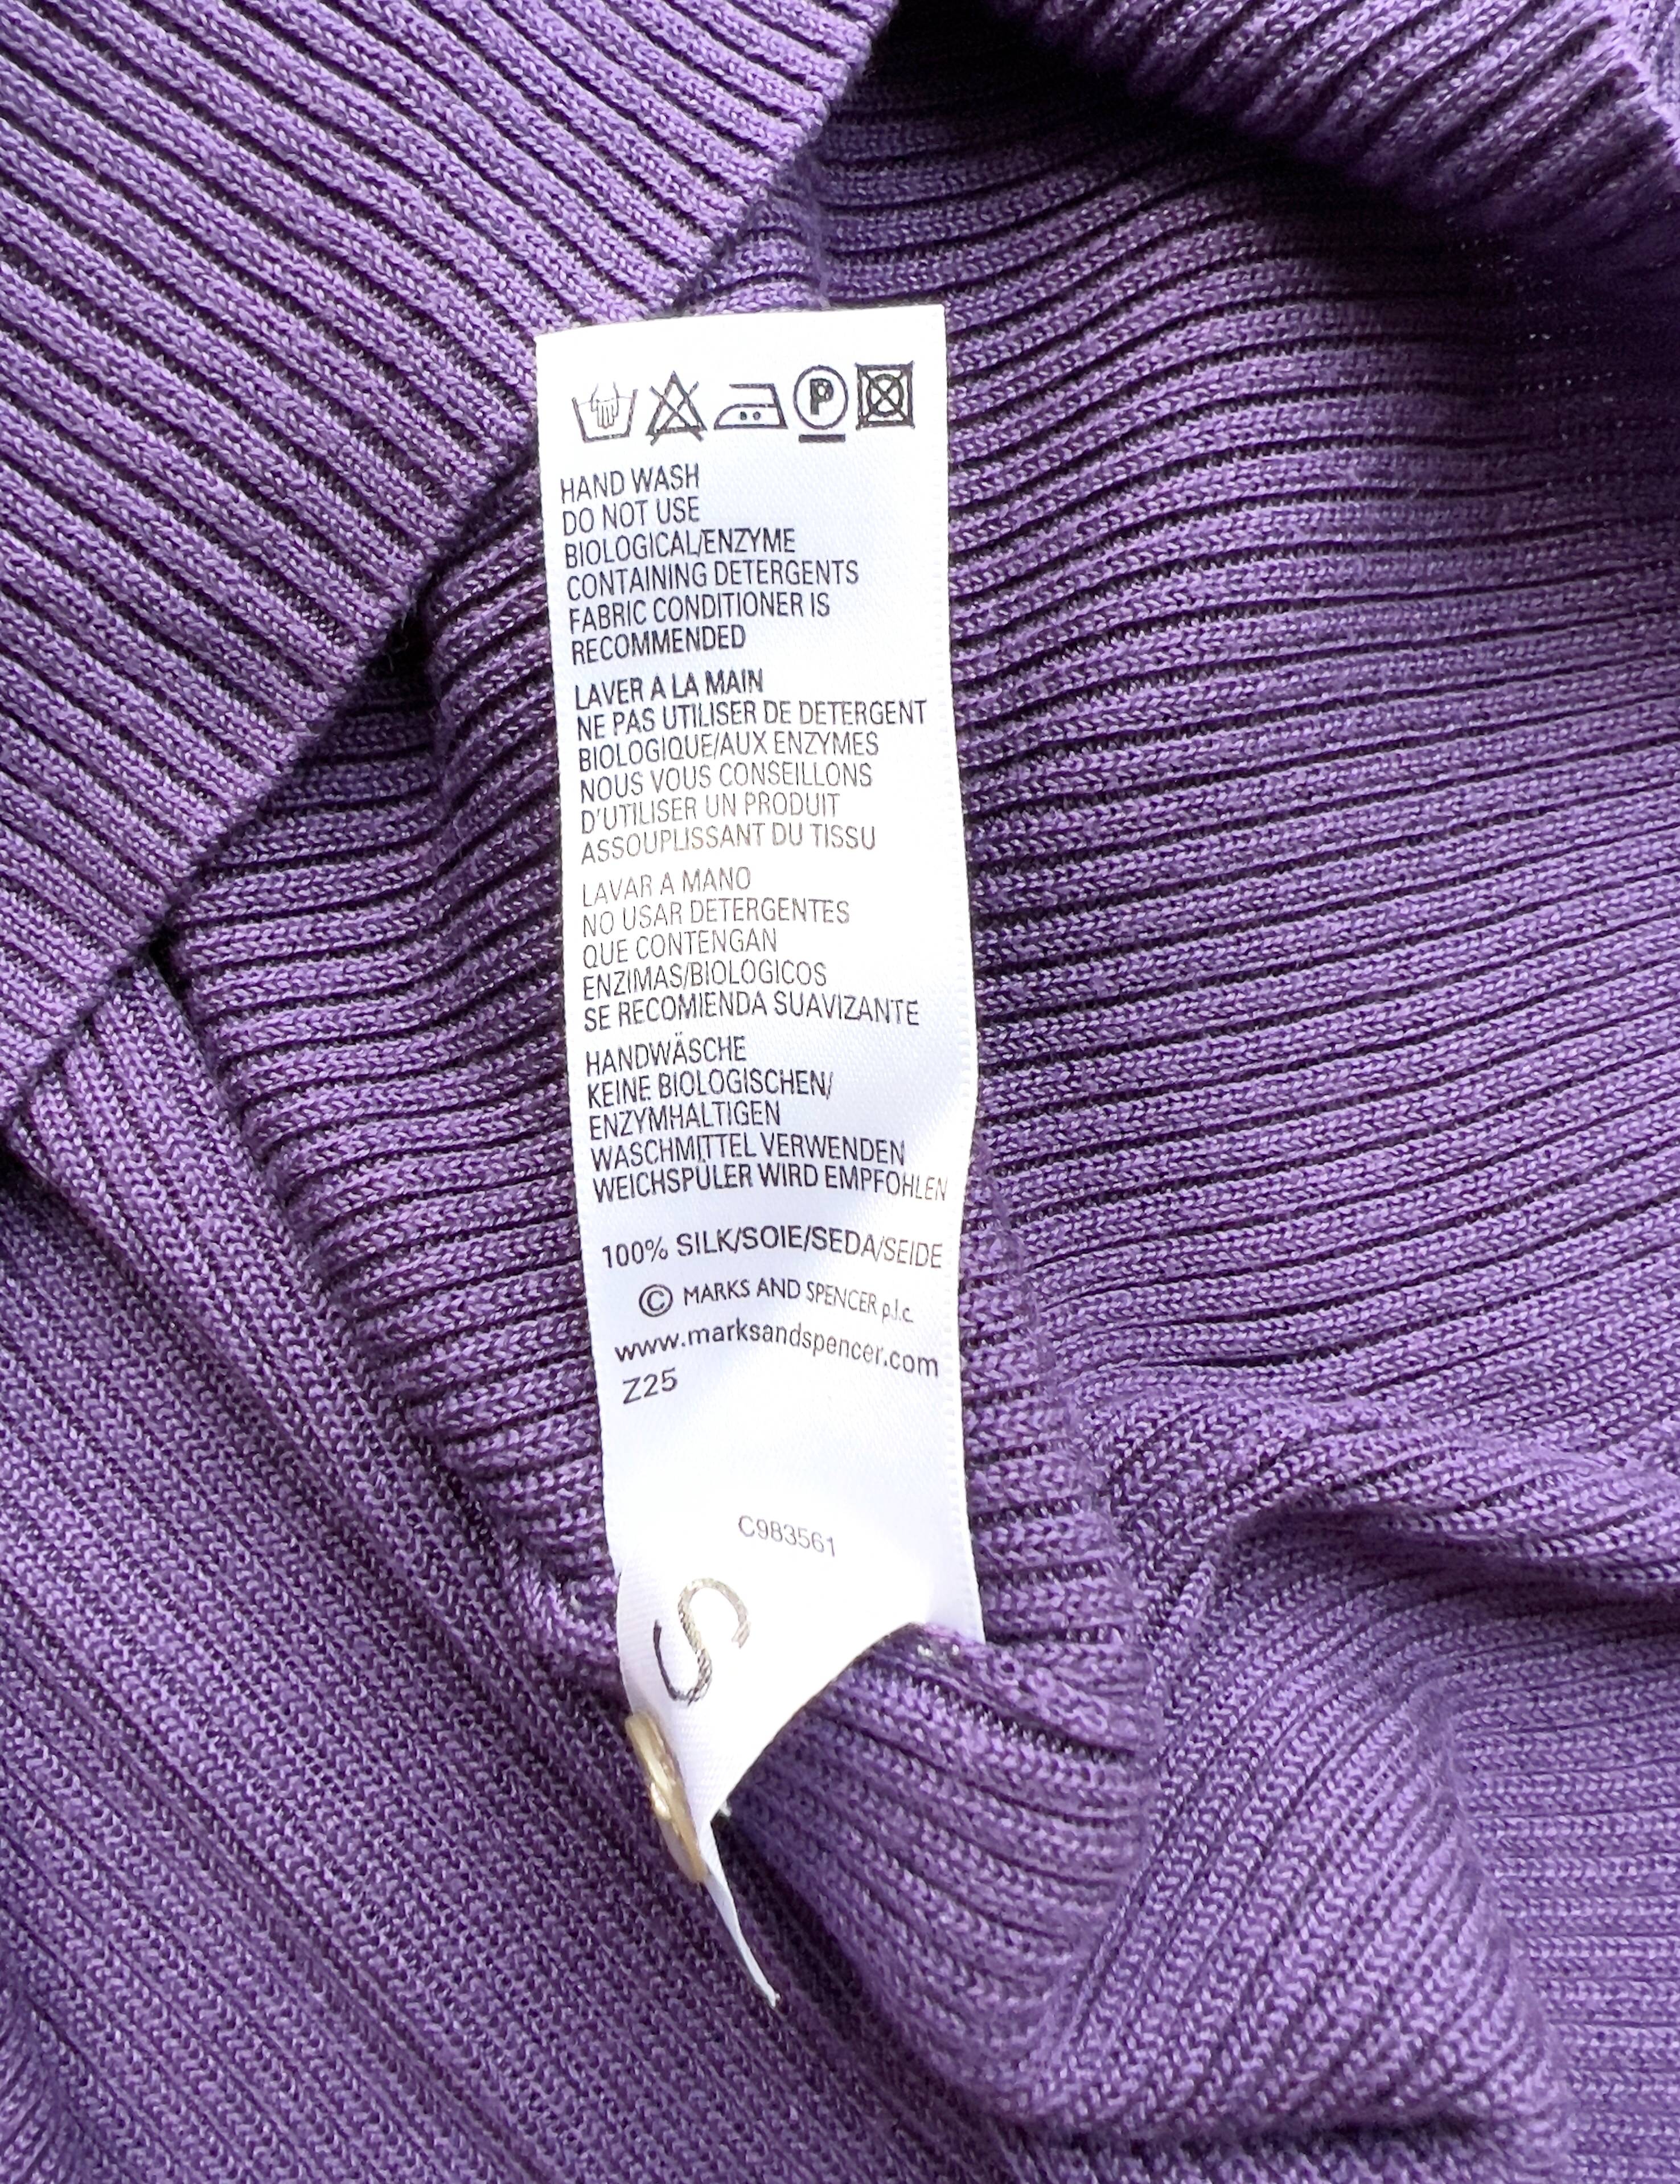 P
HAND WASH
DO NOT USE
BIOLOGICAL/ENZYME
CONTAINING DETERGENTS
FABRIC CONDITIONER IS
RECOMMENDED
LAVER A LA MAIN
NE PAS UTILISER DE DETERGENT
BIOLOGIQUE/AUX ENZYMES
NOUS VOUS CONSEILLONS
D'UTILISER UN PRODUIT
ASSOUPLISSANT DU TISSU
LAVAR A MANO
NO USAR DETERGENTES
QUE CONTENGAN
ENZIMAS/BIOLOGICOS
SE RECOMIENDA SUAVIZANTE
HANDWÄSCHE
KEINE BIOLOGISCHEN/
ENZYMHALTIGEN
WASCHMITTEL VERWENDEN
WEICHSPÜLER WIRD EMPFOHLEN
100% SILK/SOIE/SEDA/SEIDE
© MARKS AND SPENCER p.l.c.
www.marksandspencer.com
Z25
C983561
S